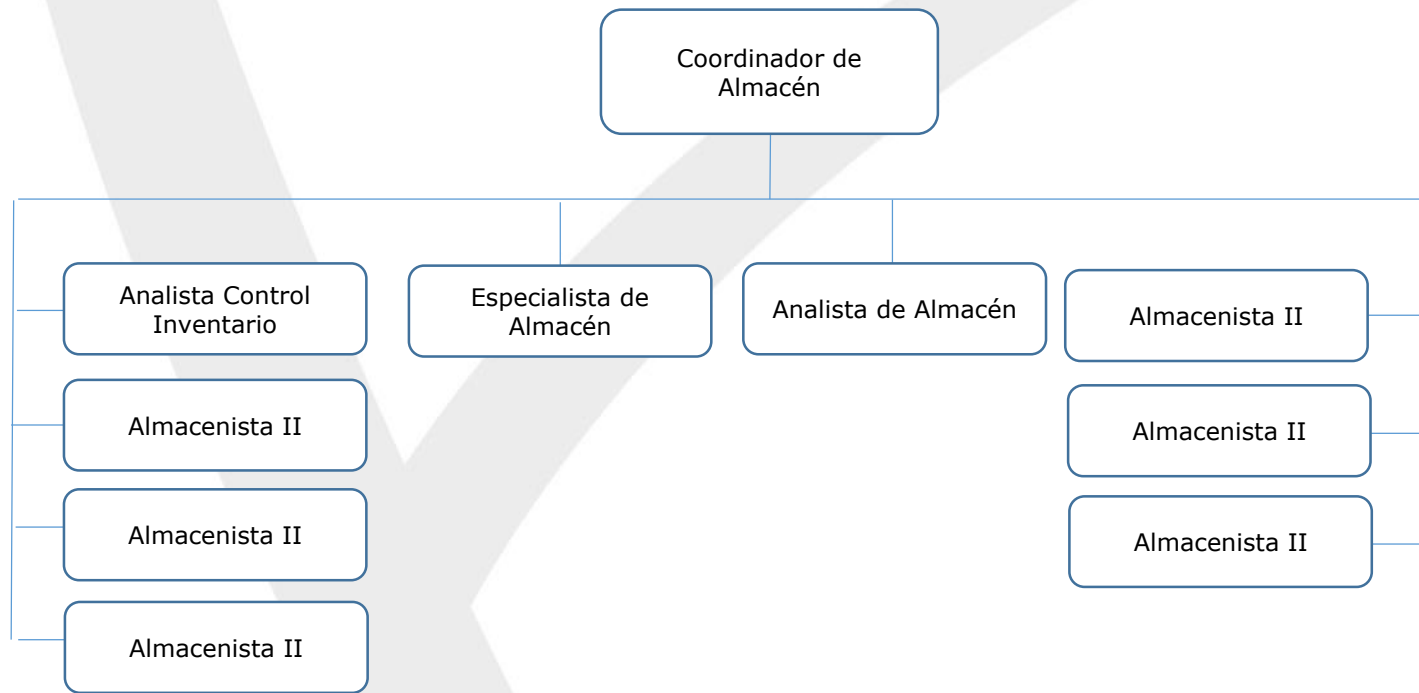 Coordinador de
Almacén
Analista Control
Inventario
Especialista de
Almacén
Analista de Almacén
Almacenista II
Almacenista II
Almacenista II
Almacenista II
Almacenista II
Almacenista II